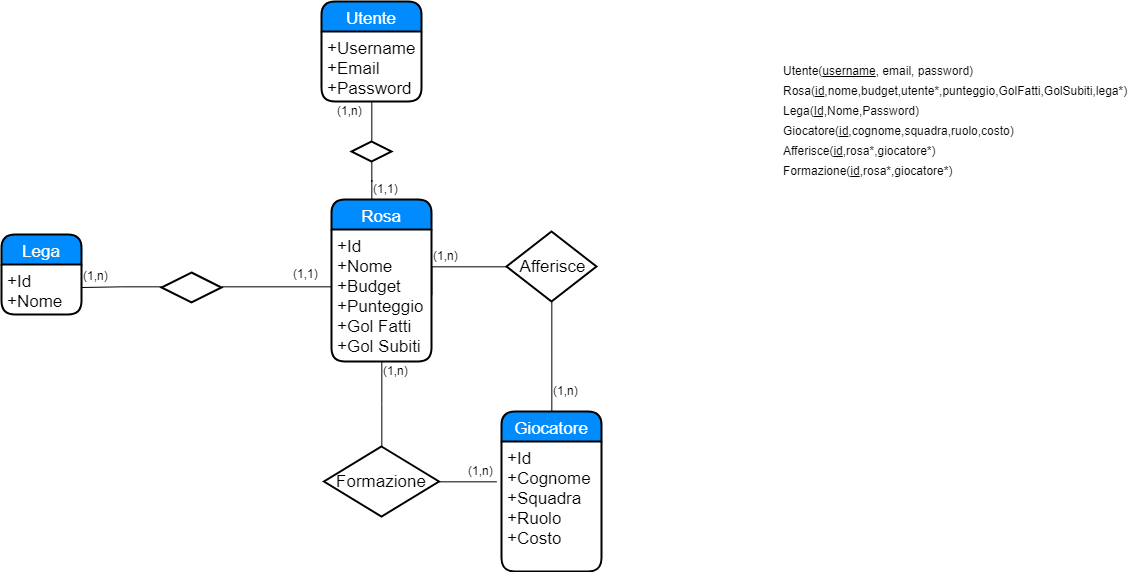 Utente
+Username
+Email
+Password
(1,n)
(1,1)
Rosa
+Id
+Nome
+Budget
+Punteggio
+Gol Fatti
+Gol Subiti
(1,n)
Afferisce
(1,n)
Lega
+Id
+Nome
(1,n)
(1,1)
(1,n)
Formazione
(1,n)
Giocatore
+Id
+Cognome
+Squadra
+Ruolo
+Costo
Utente(username, email, password)
Rosa(id,nome,budget,utente*,punteggio,GolFatti,GolSubiti,lega*)
Lega(Id,Nome,Password)
Giocatore(id,cognome,squadra,ruolo,costo)
Afferisce(id,rosa*,giocatore*)
Formazione(id,rosa*,giocatore*)